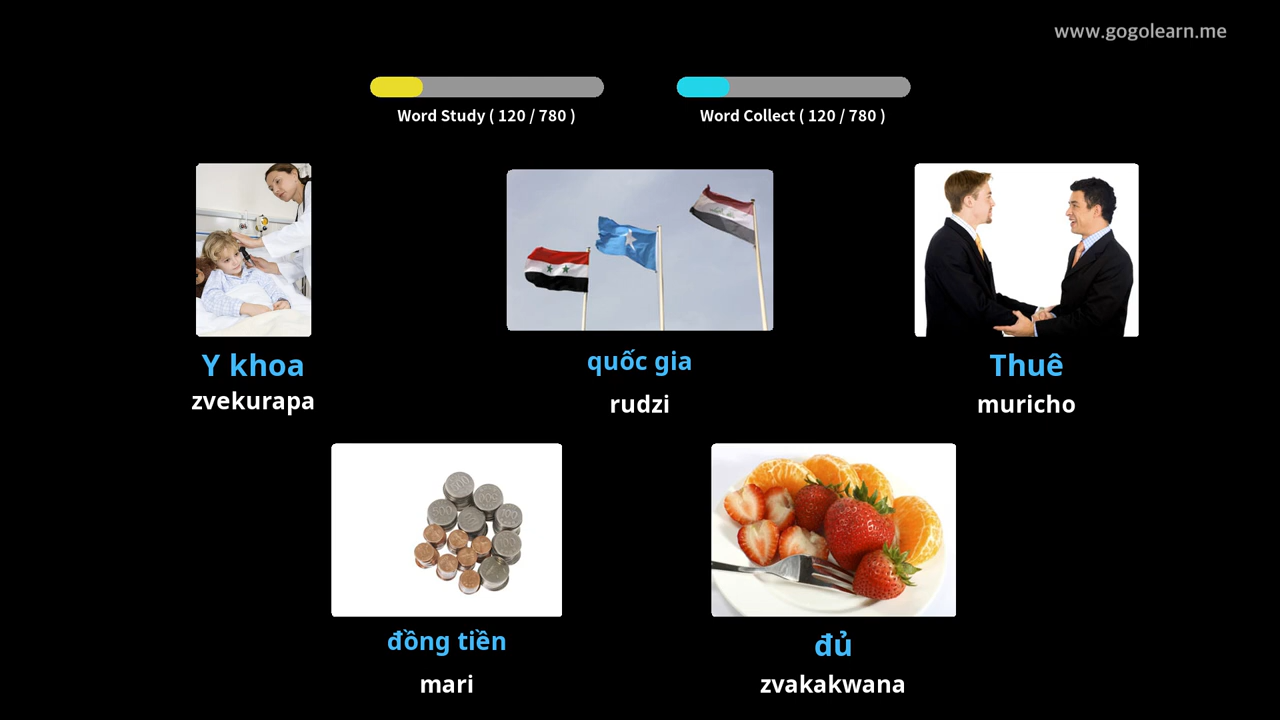 www.gogolearn.me
Word Study ( 120 / 780 )
Word Collect ( 120 / 780 )
Y khoa
zvekurapa
quốc gia
rudzi
Thuê
muricho
đồng tiền
mari
đủ
zvakakwana